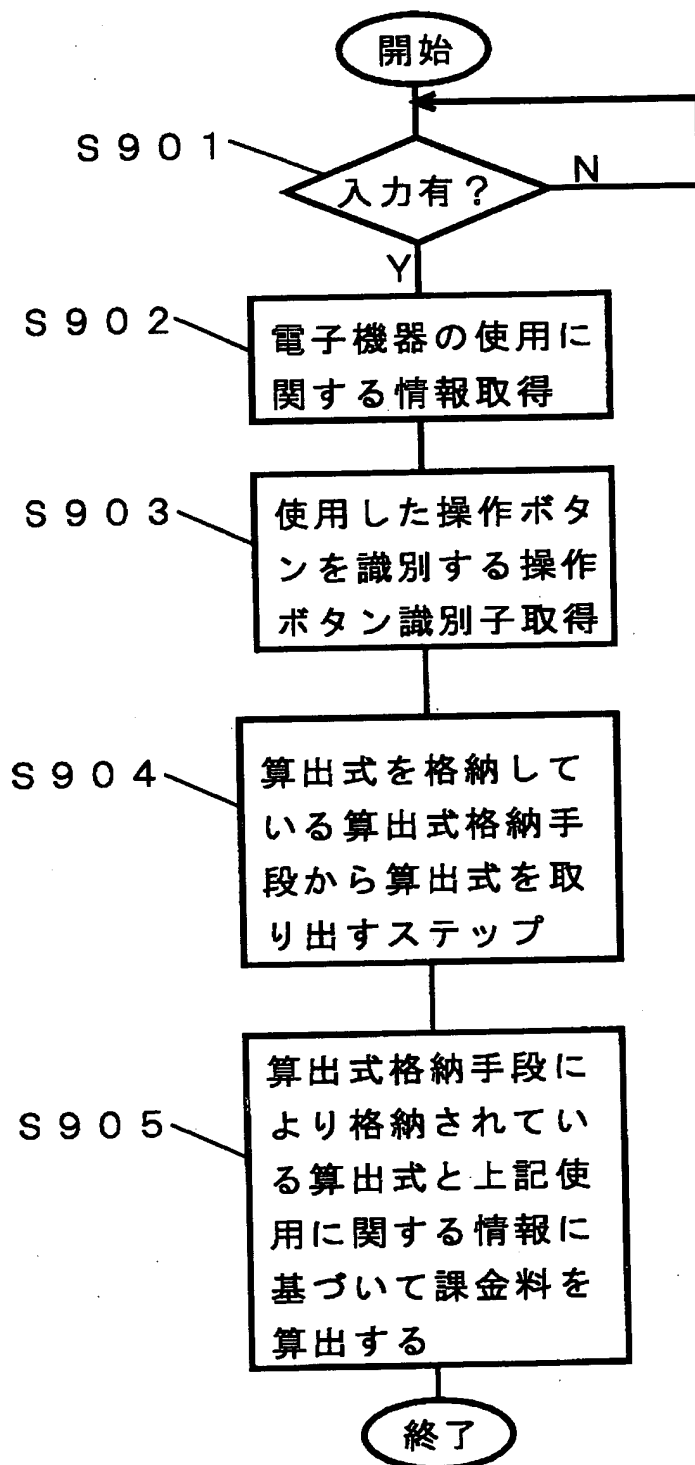 開始
S901
入力有?
N
Y
S902
電子機器の使用に
関する情報取得
S903
使用した操作ボタ
ンを識別する操作
ボタン識別子取得
S904
算出式を格納して
いる算出式格納手
段から算出式を取
り出すステップ
S905
算出式格納手段に
より格納されてい
る算出式と上記使
用に関する情報に
基づいて課金料を
算出する
終了